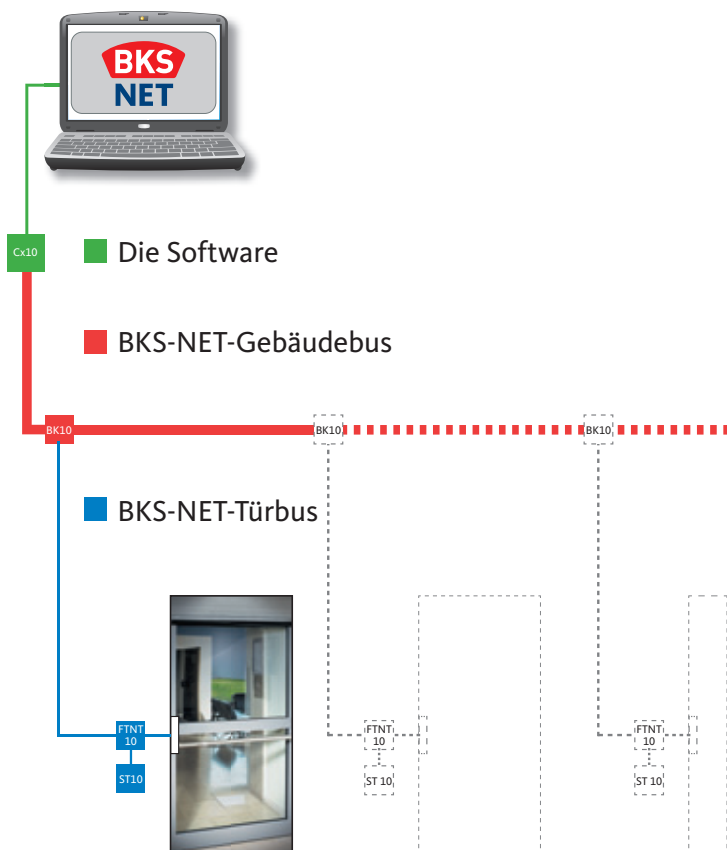 BKS
NET
Cx10
Die Software
BKS-NET-Gebäudebus
BK10
BK10
BK10
BKS-NET-Türbus
FTNT
10
ST10
FTNT
10
ST 10
FTNT
10
ST 10